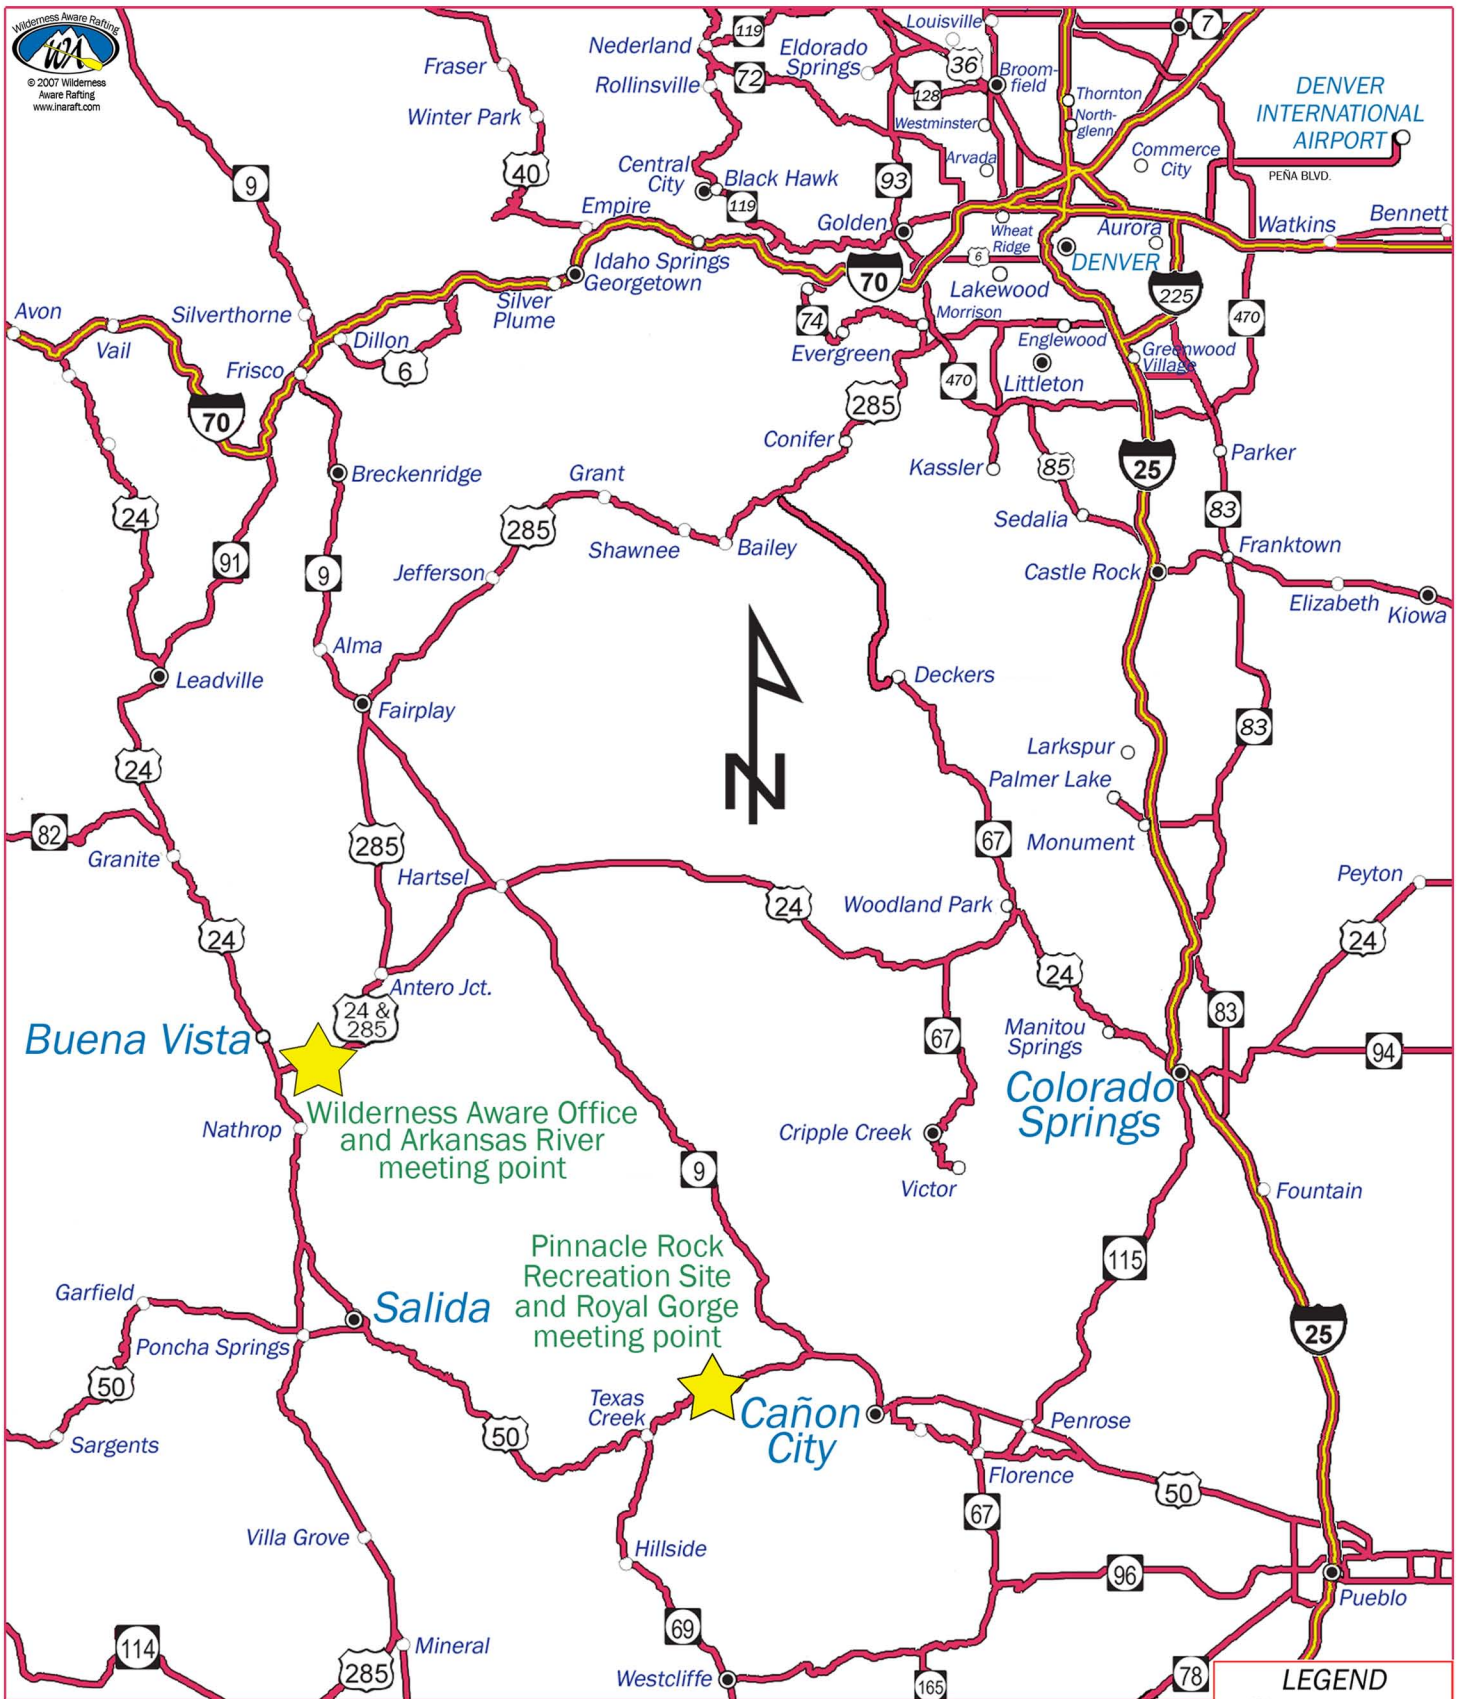 Wilderness Aware Rafting
WA
© 2007 Wilderness
Aware Rafting
www.inaraft.com
Fraser
Winter Park
40
9
Nederland
119
Rollinsville
72
Eldorado
Springs
Louisville
36
7
128
Broom-
field
Westminster
Arvada
Thornton
North-
glenn
Commerce
City
DENVER
INTERNATIONAL
AIRPORT
PEÑA BLVD.
Central
City
Black Hawk
119
93
Empire
Golden
Wheat
Ridge
Aurora
Watkins
Bennett
Idaho Springs
Georgetown
Silver
Plume
70
6
DENVER
Lakewood
225
470
Avon
Vail
Silverthorne
Dillon
Frisco
6
70
74
Evergreen
Morrison
Englewood
Littleton
Greenwood
Village
470
285
Conifer
Kassler
85
25
Parker
83
Sedalia
Franktown
Castle Rock
Elizabeth
Kiowa
24
91
Breckenridge
9
Grant
285
Shawnee
Bailey
Jefferson
Alma
Leadville
Fairplay
N
Deckers
Larkspur
Palmer Lake
Monument
83
67
24
82
Granite
285
Hartsel
24
Woodland Park
Peyton
24
24
24
Antero Jct.
24 &
285
Buena Vista
67
Manitou
Springs
83
94
Colorado
Springs
Wilderness Aware Office
and Arkansas River
meeting point
Nathrop
Cripple Creek
Victor
9
Fountain
115
Pinnacle Rock
Recreation Site
and Royal Gorge
meeting point
Garfield
Salida
Poncha Springs
50
Sargents
25
Texas
Creek
Cañon
City
50
Penrose
Florence
50
67
Villa Grove
Hillside
96
Pueblo
69
114
285
Mineral
Westcliffe
165
78
LEGEND